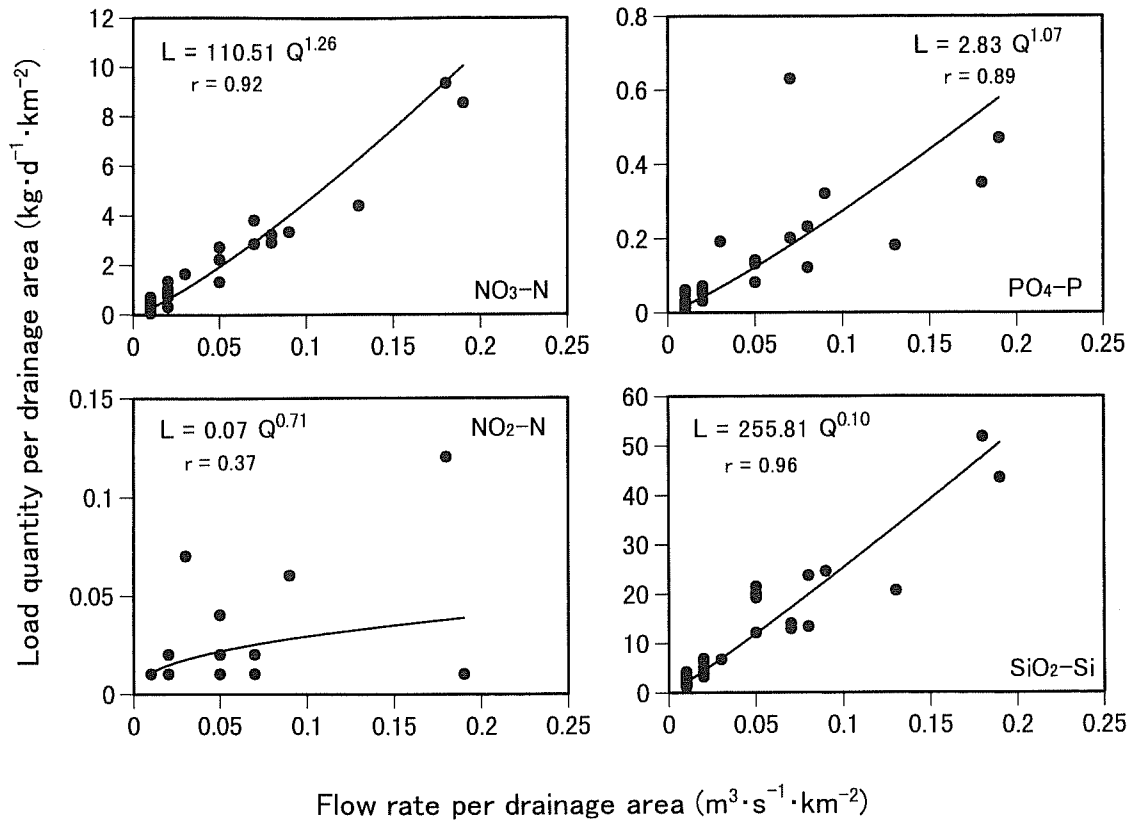 Load quantity per drainage area (kg·d⁻¹·km⁻²)
12
10
8
6
4
2
0
L = 110.51 Q^1.26
r = 0.92
NO₃-N
0 0.05 0.1 0.15 0.2 0.25
0.8
0.6
0.4
0.2
0
L = 2.83 Q^1.07
r = 0.89
PO₄-P
0 0.05 0.1 0.15 0.2 0.25
0.15
0.1
0.05
0
L = 0.07 Q^0.71
r = 0.37
NO₂-N
0 0.05 0.1 0.15 0.2 0.25
60
50
40
30
20
10
0
L = 255.81 Q^0.10
r = 0.96
SiO₂-Si
0 0.05 0.1 0.15 0.2 0.25
Flow rate per drainage area (m³·s⁻¹·km⁻²)